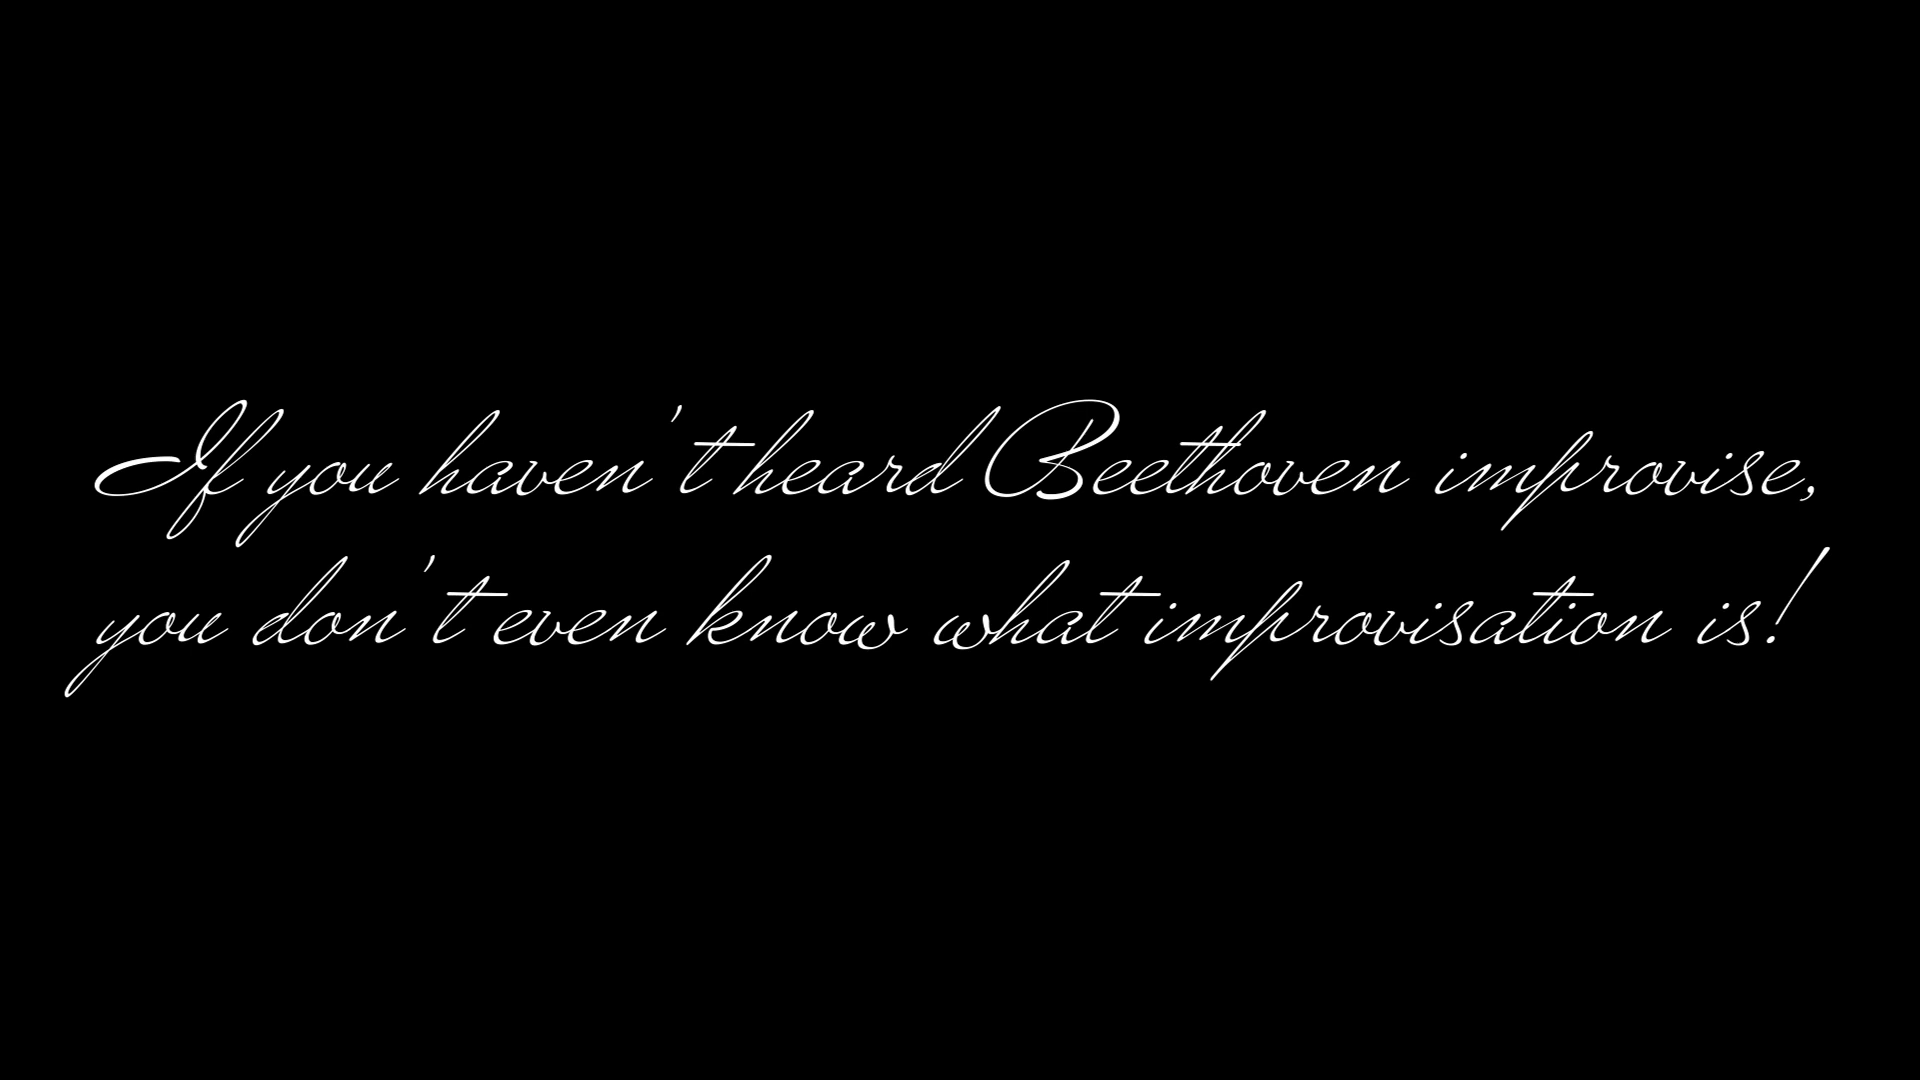 If you haven't heard Beethoven improvise,
you don't even know what improvisation is!